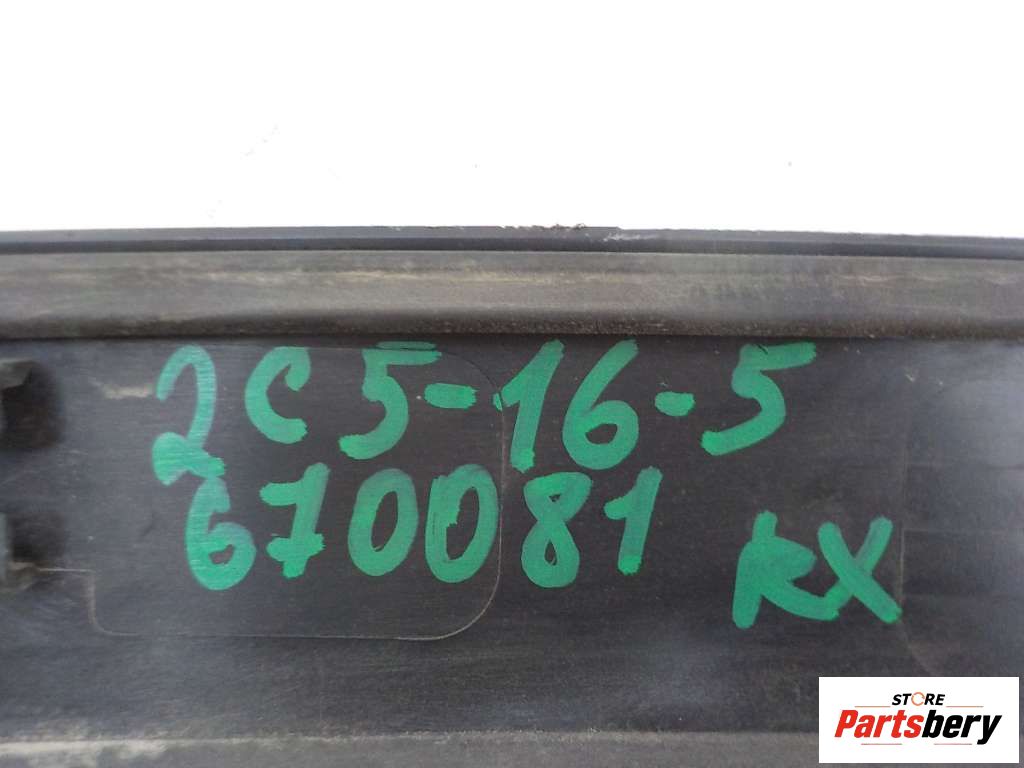 2C5-16-5
670081
RX
STORE
Partsbery